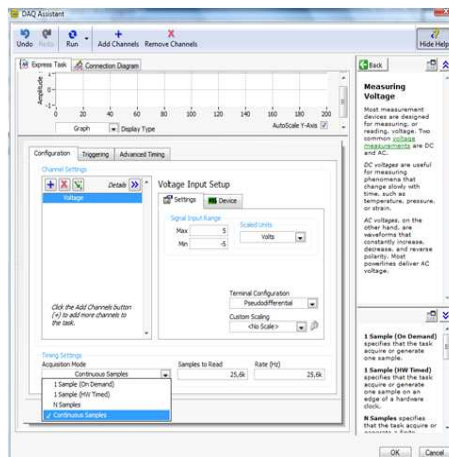 DAQ Assistant
Undo Redo Run Add Channels Remove Channels Hide Help
Express Task Connection Diagram
Amplitude
1-
0-
-1-
0 20 40 60 80 100 120 140 160 180 200
Graph Display Type AutoScale Y-Axis
Configuration Triggering Advanced Timing
Channel Settings
Details
Voltage
Click the Add Channels button
(+) to add more channels to
the task.
Voltage Input Setup
Settings Device
Signal Input Range
Max 5
Min -5
Scaled Units
Volts
Terminal Configuration
Pseudodifferential
Custom Scaling
<No Scale>
Timing Settings
Acquisition Mode Samples to Read Rate (Hz)
Continuous Samples 25,6k 25,6k
1 Sample (On Demand)
1 Sample (HW Timed)
N Samples
Continuous Samples
Back
Measuring
Voltage
Most measurement
devices are designed
for measuring, or
reading, voltage. Two
common voltage
measurements are DC
and AC.
DC voltages are useful
for measuring
phenomena that
change slowly with
time, such as
temperature, pressure,
or strain.
AC voltages, on the
other hand, are
waveforms that
constantly increase,
decrease, and reverse
polarity. Most
powerlines deliver AC
voltage.
1 Sample (On Demand)
specifies that the task
acquire or generate
one sample.
1 Sample (HW Timed)
specifies that the task
acquire or generate
one sample on an
edge of a hardware
clock.
N Samples specifies
that the task acquire or
OK Cancel